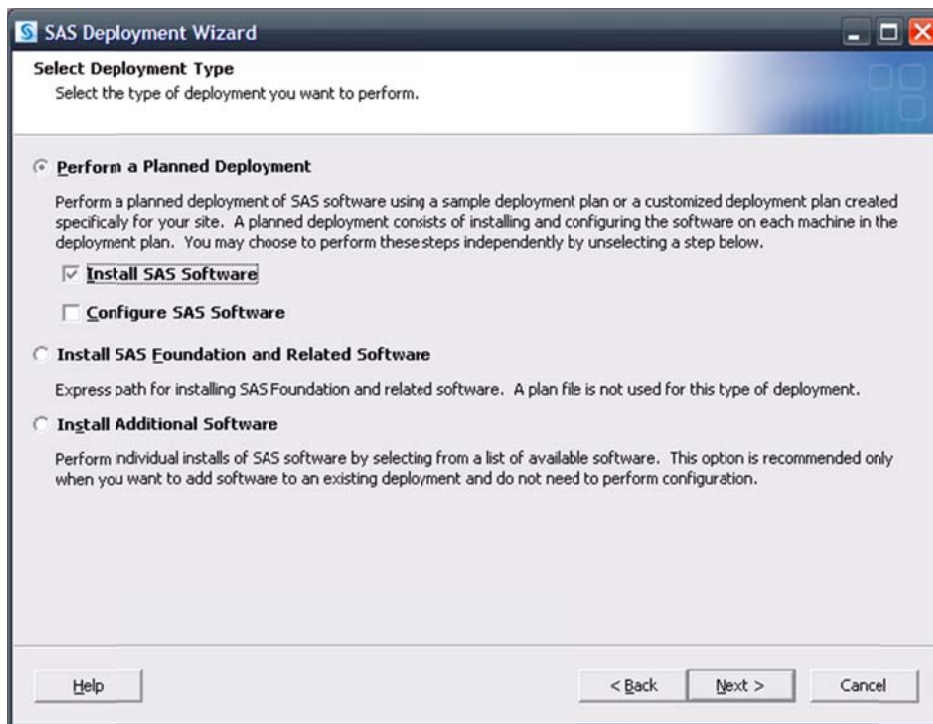 SAS Deployment Wizard
Select Deployment Type
Select the type of deployment you want to perform.
Perform a Planned Deployment
Perform a planned deployment of SAS software using a sample deployment plan or a customized deployment plan created
specifically for your site. A planned deployment consists of installing and configuring the software on each machine in the
deployment plan. You may choose to perform these steps independently by unselecting a step below.
Install SAS Software
Configure SAS Software
Install SAS Foundation and Related Software
Express path for installing SAS Foundation and related software. A plan file is not used for this type of deployment.
Install Additional Software
Perform individual installs of SAS software by selecting from a list of available software. This option is recommended only
when you want to add software to an existing deployment and do not need to perform configuration.
Help
< Back
Next >
Cancel